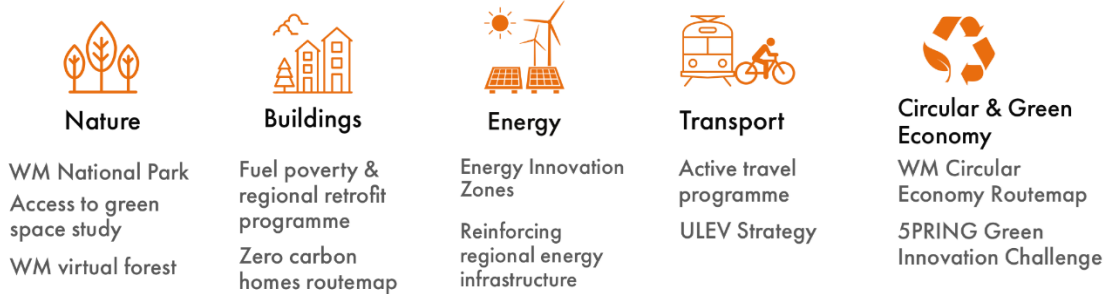 Nature
WM National Park
Access to green
space study
WM virtual forest
Buildings
Fuel poverty &
regional retrofit
programme
Zero carbon
homes routemap
Energy
Energy Innovation
Zones
Reinforcing
regional energy
infrastructure
Transport
Active travel
programme
ULEV Strategy
Circular & Green
Economy
WM Circular
Economy Routemap
5PRING Green
Innovation Challenge